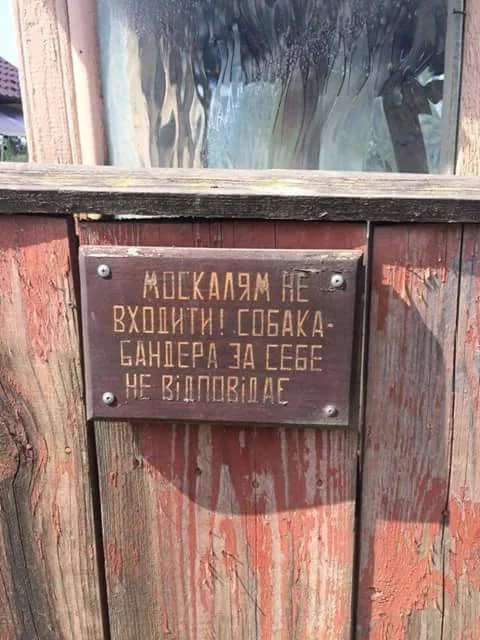 МОСКАЛЯМ НЕ
ВХОДИТИ! СОБАКА-
БАНДЕРА ЗА СЕБЕ
НЕ ВІДПОВІДАЄ